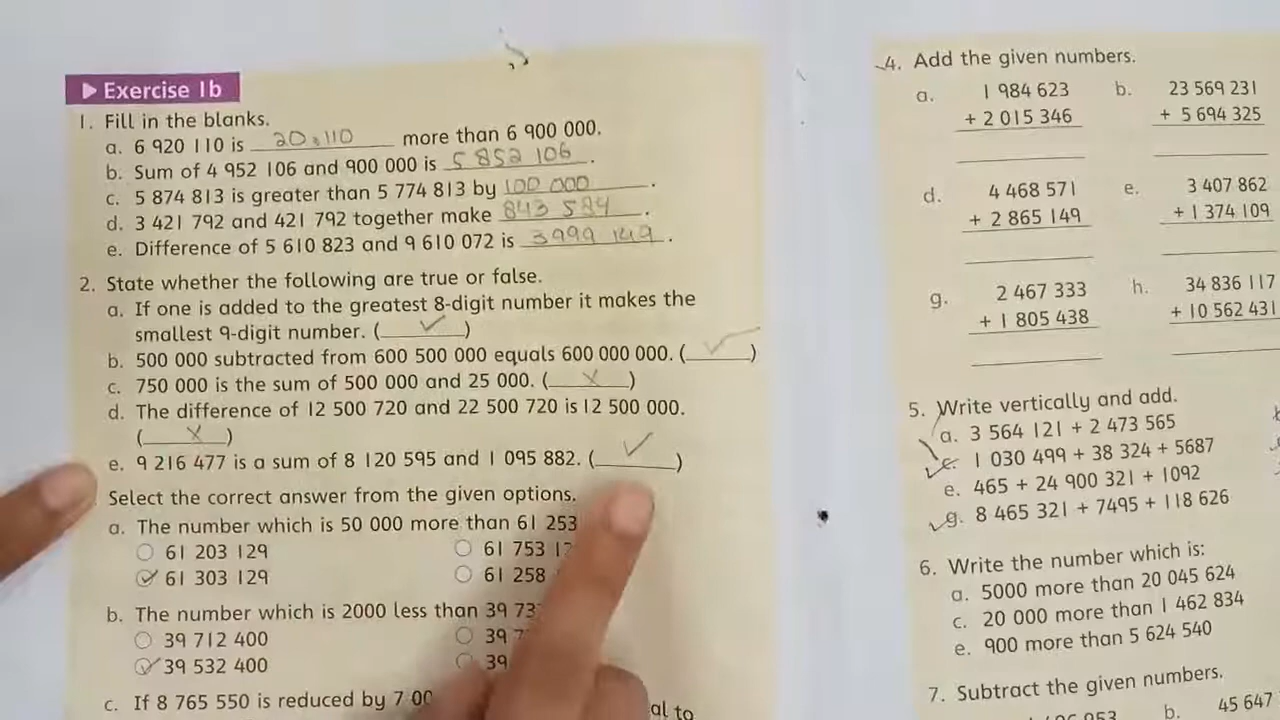 ▶ Exercise 1b
1. Fill in the blanks.
a. 6 920 110 is 20,110 more than 6 900 000.
b. Sum of 4 952 106 and 900 000 is 5 852 106.
c. 5 874 813 is greater than 5 774 813 by 100 000.
d. 3 421 792 and 421 792 together make 843 584.
e. Difference of 5 610 823 and 9 610 072 is 3999 149.
2. State whether the following are true or false.
a. If one is added to the greatest 8-digit number it makes the
smallest 9-digit number. (✓)
b. 500 000 subtracted from 600 500 000 equals 600 000 000. (✓)
c. 750 000 is the sum of 500 000 and 25 000. (X)
d. The difference of 12 500 720 and 22 500 720 is 12 500 000.
(X)
e. 9 216 477 is a sum of 8 120 595 and 1 095 882. (✓)
Select the correct answer from the given options.
a. The number which is 50 000 more than 61 253
61 203 129
61 753
✓ 61 303 129
61 258
b. The number which is 2000 less than 39
39 712 400
39
✓ 39 532 400
39
c. If 8 765 550 is reduced by
al to
4. Add the given numbers.
a. 1 984 623 b. 23 569 231
+ 2 015 346 + 5 694 325
d. 4 468 571 e. 3 407 862
+ 2 865 149 + 1 374 109
g. 2 467 333 h. 34 836 117
+ 1 805 438 + 10 562 431
5. Write vertically and add.
a. 3 564 121 + 2 473 565
c. 1 030 499 + 38 324 + 5687
e. 465 + 24 900 321 + 1092
g. 8 465 321 + 7495 + 118 626
6. Write the number which is:
a. 5000 more than 20 045 624
c. 20 000 more than 1 462 834
e. 900 more than 5 624 540
7. Subtract the given numbers.
b. 45 647